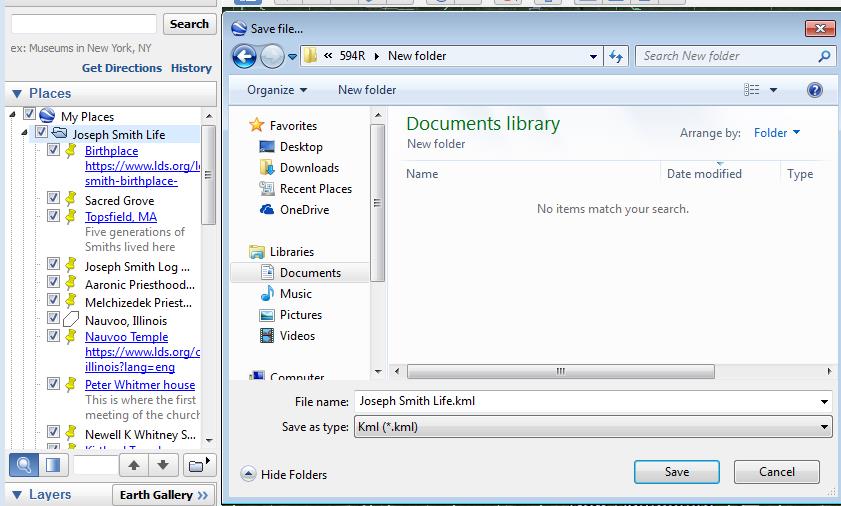 Search
ex: Museums in New York, NY
Get Directions History
Places
My Places
Joseph Smith Life
Birthplace
https://www.lds.org/l
smith-birthplace-
Sacred Grove
Topsfield, MA
Five generations of
Smiths lived here
Joseph Smith Log ...
Aaronic Priesthood...
Melchizedek Priest...
Nauvoo, Illinois
Nauvoo Temple
https://www.lds.org/c
illinois?lang=eng
Peter Whitmer house
This is where the first
meeting of the church
Newell K Whitney S...
Layers
Earth Gallery >>
Save file...
« 594R New folder
Search New folder
Organize New folder
Favorites
Desktop
Downloads
Recent Places
OneDrive
Libraries
Documents
Music
Pictures
Videos
Computer
Documents library
New folder
Arrange by: Folder
Name Date modified Type
No items match your search.
File name: Joseph Smith Life.kml
Save as type: Kml (*.kml)
Hide Folders
Save Cancel